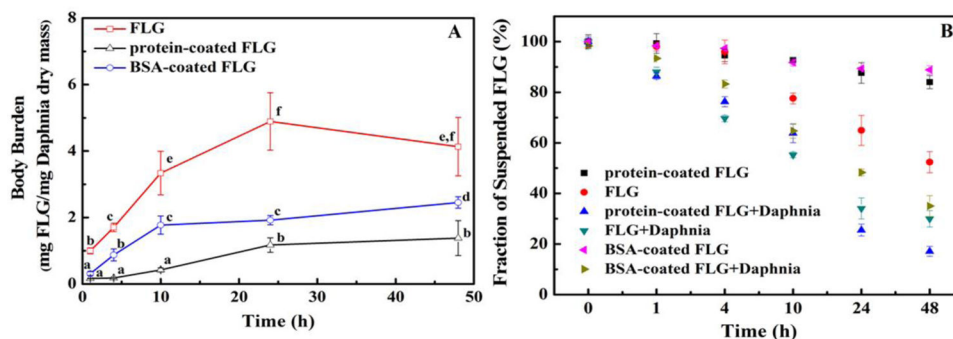 A
FLG
protein-coated FLG
BSA-coated FLG
Body Burden
(mg FLG/mg Daphnia dry mass)
8
6
4
2
0
b
a
a
c
b
a
e
c
a
f
c
b
e,f
d
b
0 10 20 30 40 50
Time (h)
B
Fraction of Suspended FLG (%)
100
80
60
40
20
0
protein-coated FLG
FLG
protein-coated FLG+Daphnia
FLG+Daphnia
BSA-coated FLG
BSA-coated FLG+Daphnia
0 1 4 10 24 48
Time (h)